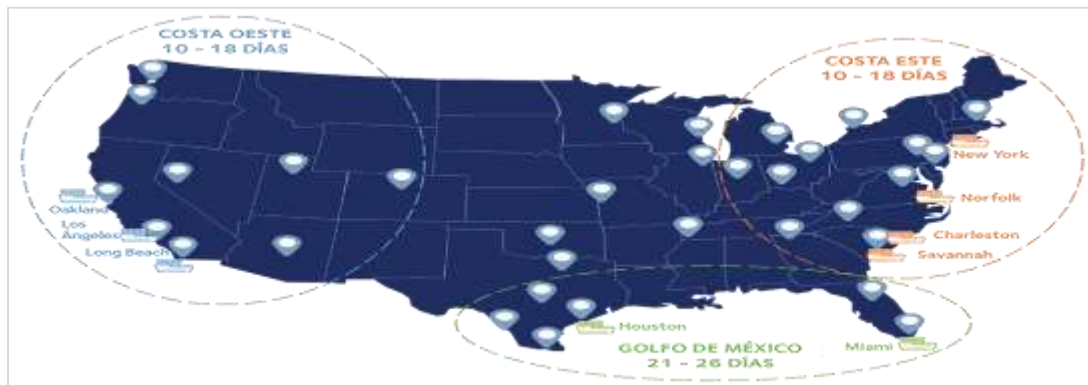 COSTA OESTE
10 - 18 DÍAS
COSTA ESTE
10 - 18 DÍAS
New York
Norfolk
Charleston
Savannah
Oakland
Los
Ángeles
Long Beach
Houston
Miami
GOLFO DE MÉXICO
21 - 26 DÍAS